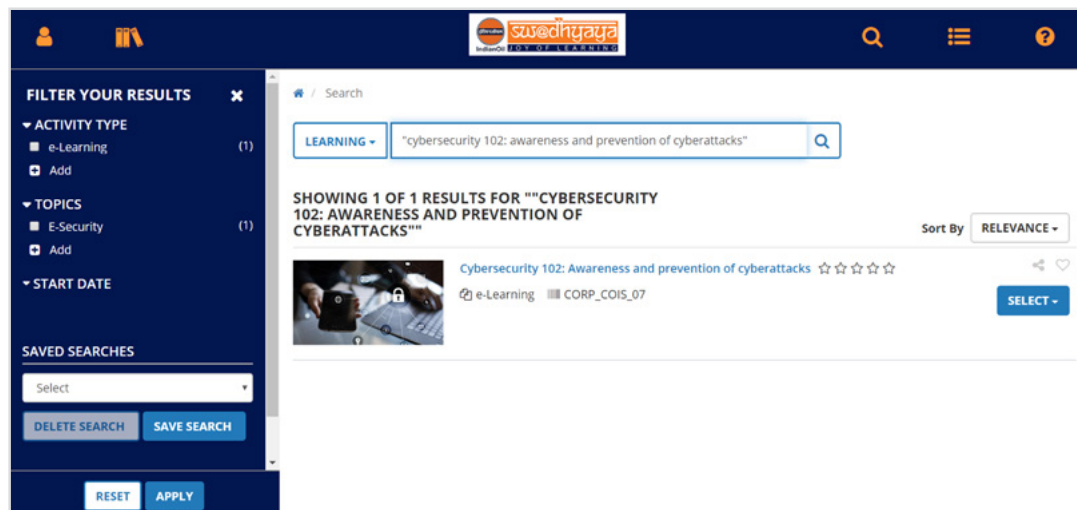 IndianOil
sw@dhyaya
JOY OF LEARNING
FILTER YOUR RESULTS
ACTIVITY TYPE
e-Learning (1)
Add
TOPICS
E-Security (1)
Add
START DATE
SAVED SEARCHES
Select
DELETE SEARCH SAVE SEARCH
RESET APPLY
/ Search
LEARNING "cybersecurity 102: awareness and prevention of cyberattacks"
SHOWING 1 OF 1 RESULTS FOR ""CYBERSECURITY
102: AWARENESS AND PREVENTION OF
CYBERATTACKS""
Sort By RELEVANCE
Cybersecurity 102: Awareness and prevention of cyberattacks
e-Learning CORP_COIS_07
SELECT